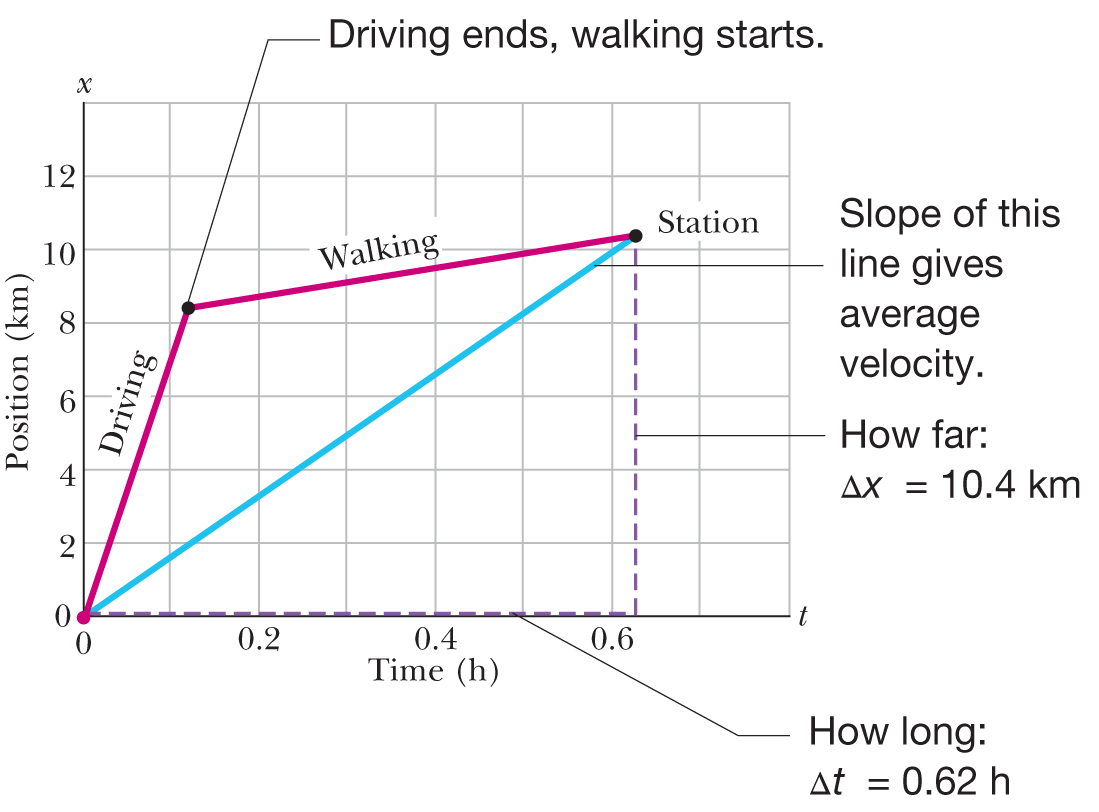 Driving ends, walking starts.
x
12
10
8
6
4
2
0
Position (km)
Driving
Walking
Station
Slope of this
line gives
average
velocity.
How far:
Δx = 10.4 km
t
0
0.2
0.4
0.6
Time (h)
How long:
Δt = 0.62 h